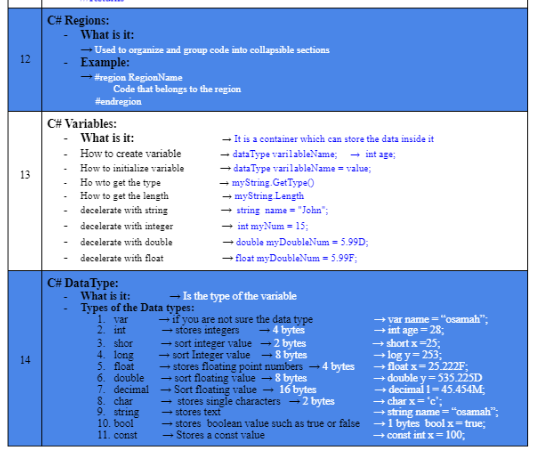 12
C# Regions:
- What is it:
→ Used to organize and group code into collapsible sections
- Example:
→ #region RegionName
Code that belongs to the region
#endregion
13
C# Variables:
- What is it: → It is a container which can store the data inside it
- How to create variable → dataType varilableName; → int age;
- How to initialize variable → dataType varilableName = value;
- Ho wto get the type → myString.GetType()
- How to get the length → myString.Length
- decelerate with string → string name = "John";
- decelerate with integer → int myNum = 15;
- decelerate with double → double myDoubleNum = 5.99D;
- decelerate with float → float myDoubleNum = 5.99F;
14
C# DataType:
- What is it: → Is the type of the variable
- Types of the Data types:
1. var → if you are not sure the data type → var name = “osamah”;
2. int → stores integers → 4 bytes → int age = 28;
3. shor → sort integer value → 2 bytes → short x =25;
4. long → sort Integer value → 8 bytes → log y = 253;
5. float → stores floating point numbers → 4 bytes → float x = 25.222F;
6. double → sort floating value → 8 bytes → double y = 535.225D
7. decimal → Sort floating value → 16 bytes → decimal l = 45.454M;
8. char → stores single characters → 2 bytes → char x = ‘c’;
9. string → stores text → string name = “osamah”;
10. bool → stores boolean value such as true or false → 1 bytes bool x = true;
11. const → Stores a const value → const int x = 100;